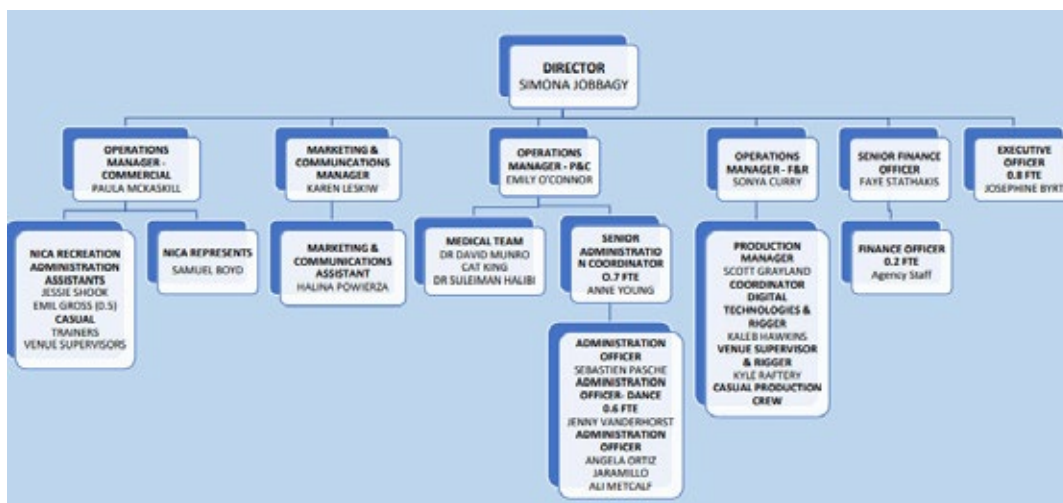 DIRECTOR
SIMONA JOBBAGY
OPERATIONS
MANAGER -
COMMERCIAL
PAULA MCKASKILL
MARKETING &
COMMUNCATIONS
MANAGER
KAREN LESKIW
OPERATIONS
MANAGER - P&C
EMILY O'CONNOR
OPERATIONS
MANAGER - F&R
SONYA CURRY
SENIOR FINANCE
OFFICER
FAYE STATHAKIS
EXECUTIVE
OFFICER
0.8 FTE
JOSEPHINE BYRT
NICA RECREATION
ADMINISTRATION
ASSISTANTS
JESSIE SHOOK
EMIL GROSS (0.5)
CASUAL
TRAINERS
VENUE SUPERVISORS
NICA REPRESENTS
SAMUEL BOYD
MARKETING &
COMMUNICATIONS
ASSISTANT
HALINA POWIERZA
MEDICAL TEAM
DR DAVID MUNRO
CAT KING
DR SULEIMAN HALIBI
SENIOR
ADMINISTRATIO
N COORDINATOR
0.7 FTE
ANNE YOUNG
PRODUCTION
MANAGER
SCOTT GRAYLAND
COORDINATOR
DIGITAL
TECHNOLOGIES &
RIGGER
KALEB HAWKINS
VENUE SUPERVISOR
& RIGGER
KYLE RAFTERY
CASUAL PRODUCTION
CREW
FINANCE OFFICER
0.2 FTE
Agency Staff
ADMINISTRATION
OFFICER
SEBASTIEN PASCHE
ADMINISTRATION
OFFICER- DANCE
0.6 FTE
JENNY VANDERHORST
ADMINISTRATION
OFFICER
ANGELA ORTIZ
JARAMILLO
ALI METCALF